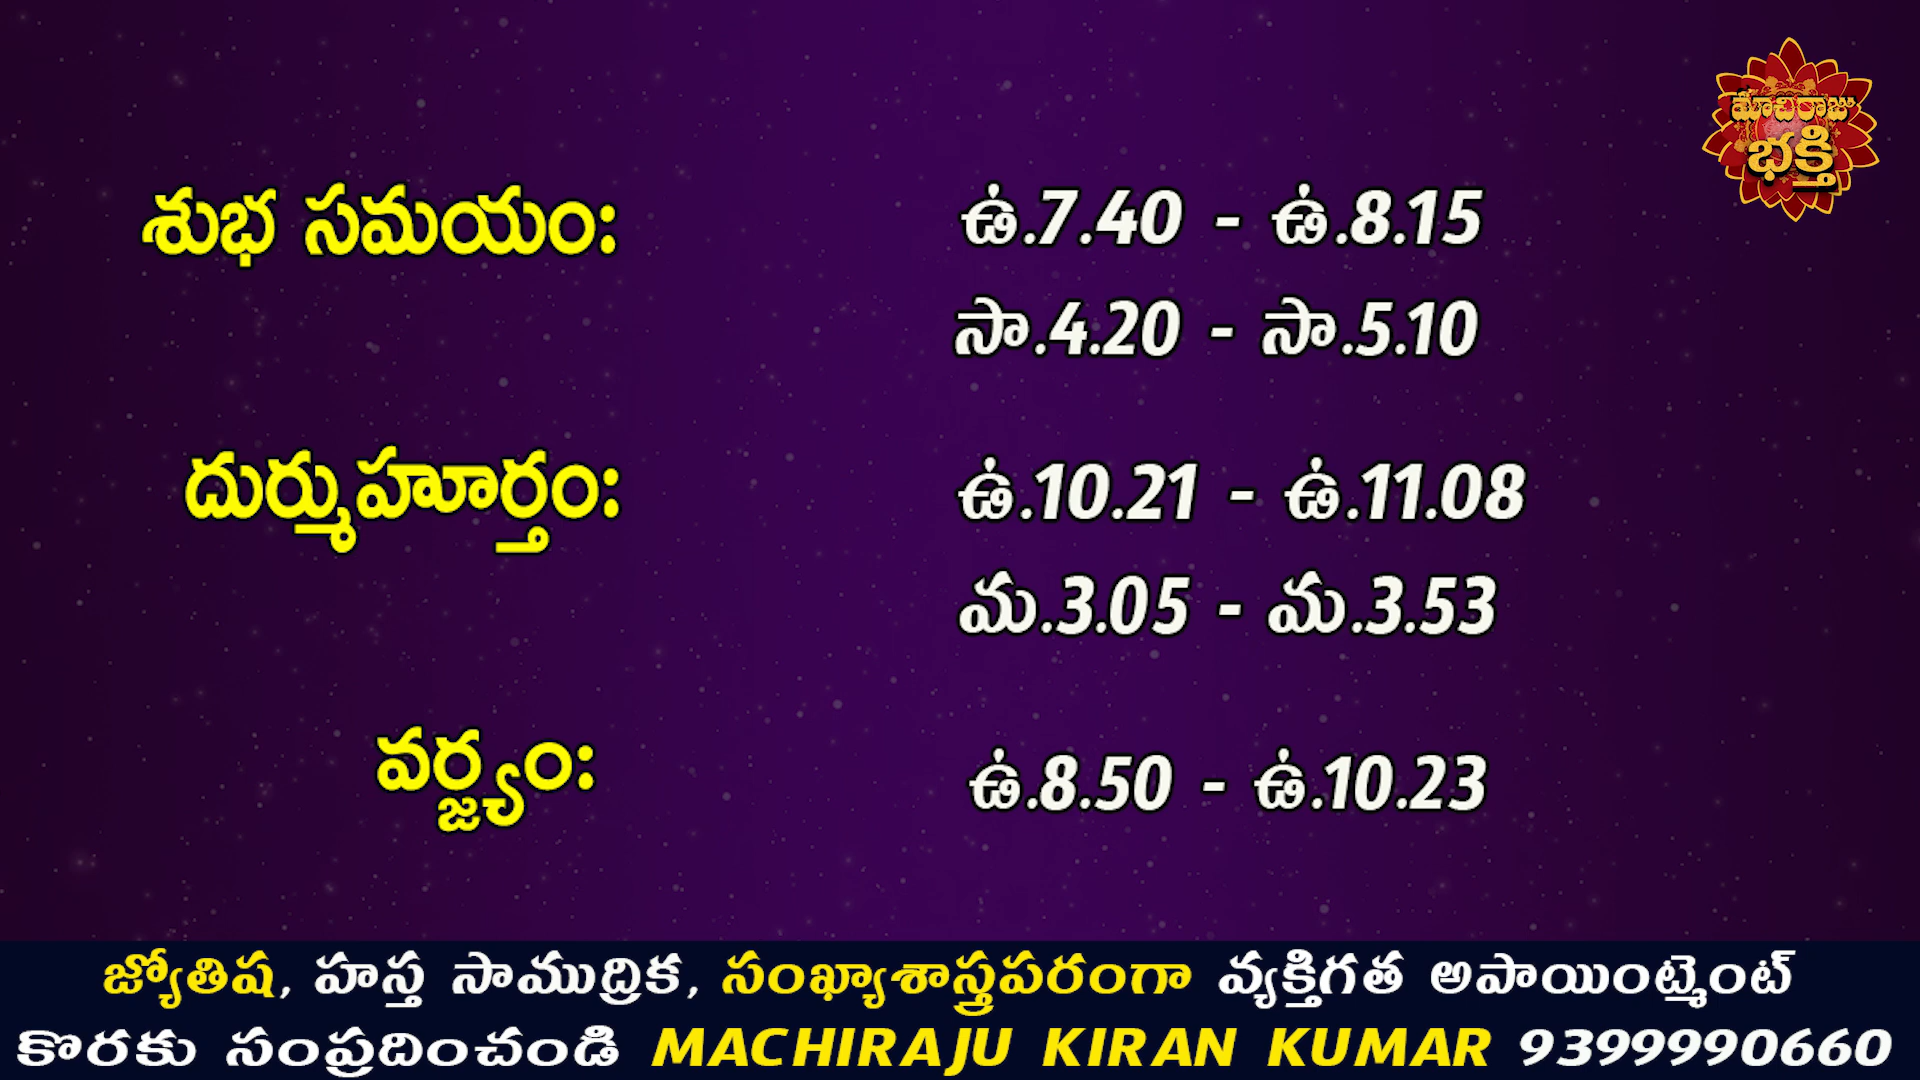 మాచిరాజు
భక్తి
శుభ సమయం: ఉ.7.40 - ఉ.8.15
సా.4.20 - సా.5.10
దుర్ముహూర్తం: ఉ.10.21 - ఉ.11.08
మ.3.05 - మ.3.53
వర్జ్యం: ఉ.8.50 - ఉ.10.23
జ్యోతిష, హస్త సాముద్రిక, సంఖ్యాశాస్త్రపరంగా వ్యక్తిగత అపాయింట్మెంట్
కొరకు సంప్రదించండి MACHIRAJU KIRAN KUMAR 9399990660